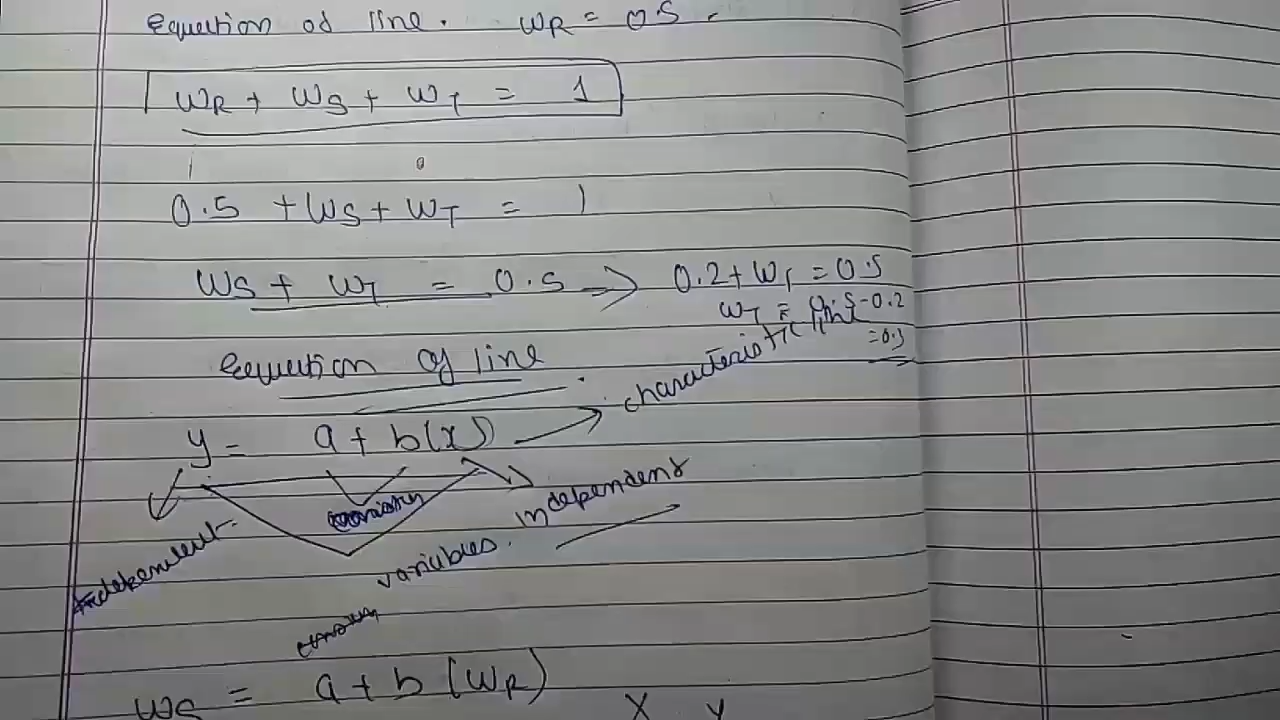 Equation od line. WR = 0.5
WR + WS + WT = 1
0.5 + WS + WT = 1
WS + WT = 0.5 => 0.2 + WT = 0.5
WT = 0.5 - 0.2
= 0.3
Equation of line
y = a + b(x)
characteristic line
dependent
variables
independent
WS = a + b (WR)
X Y